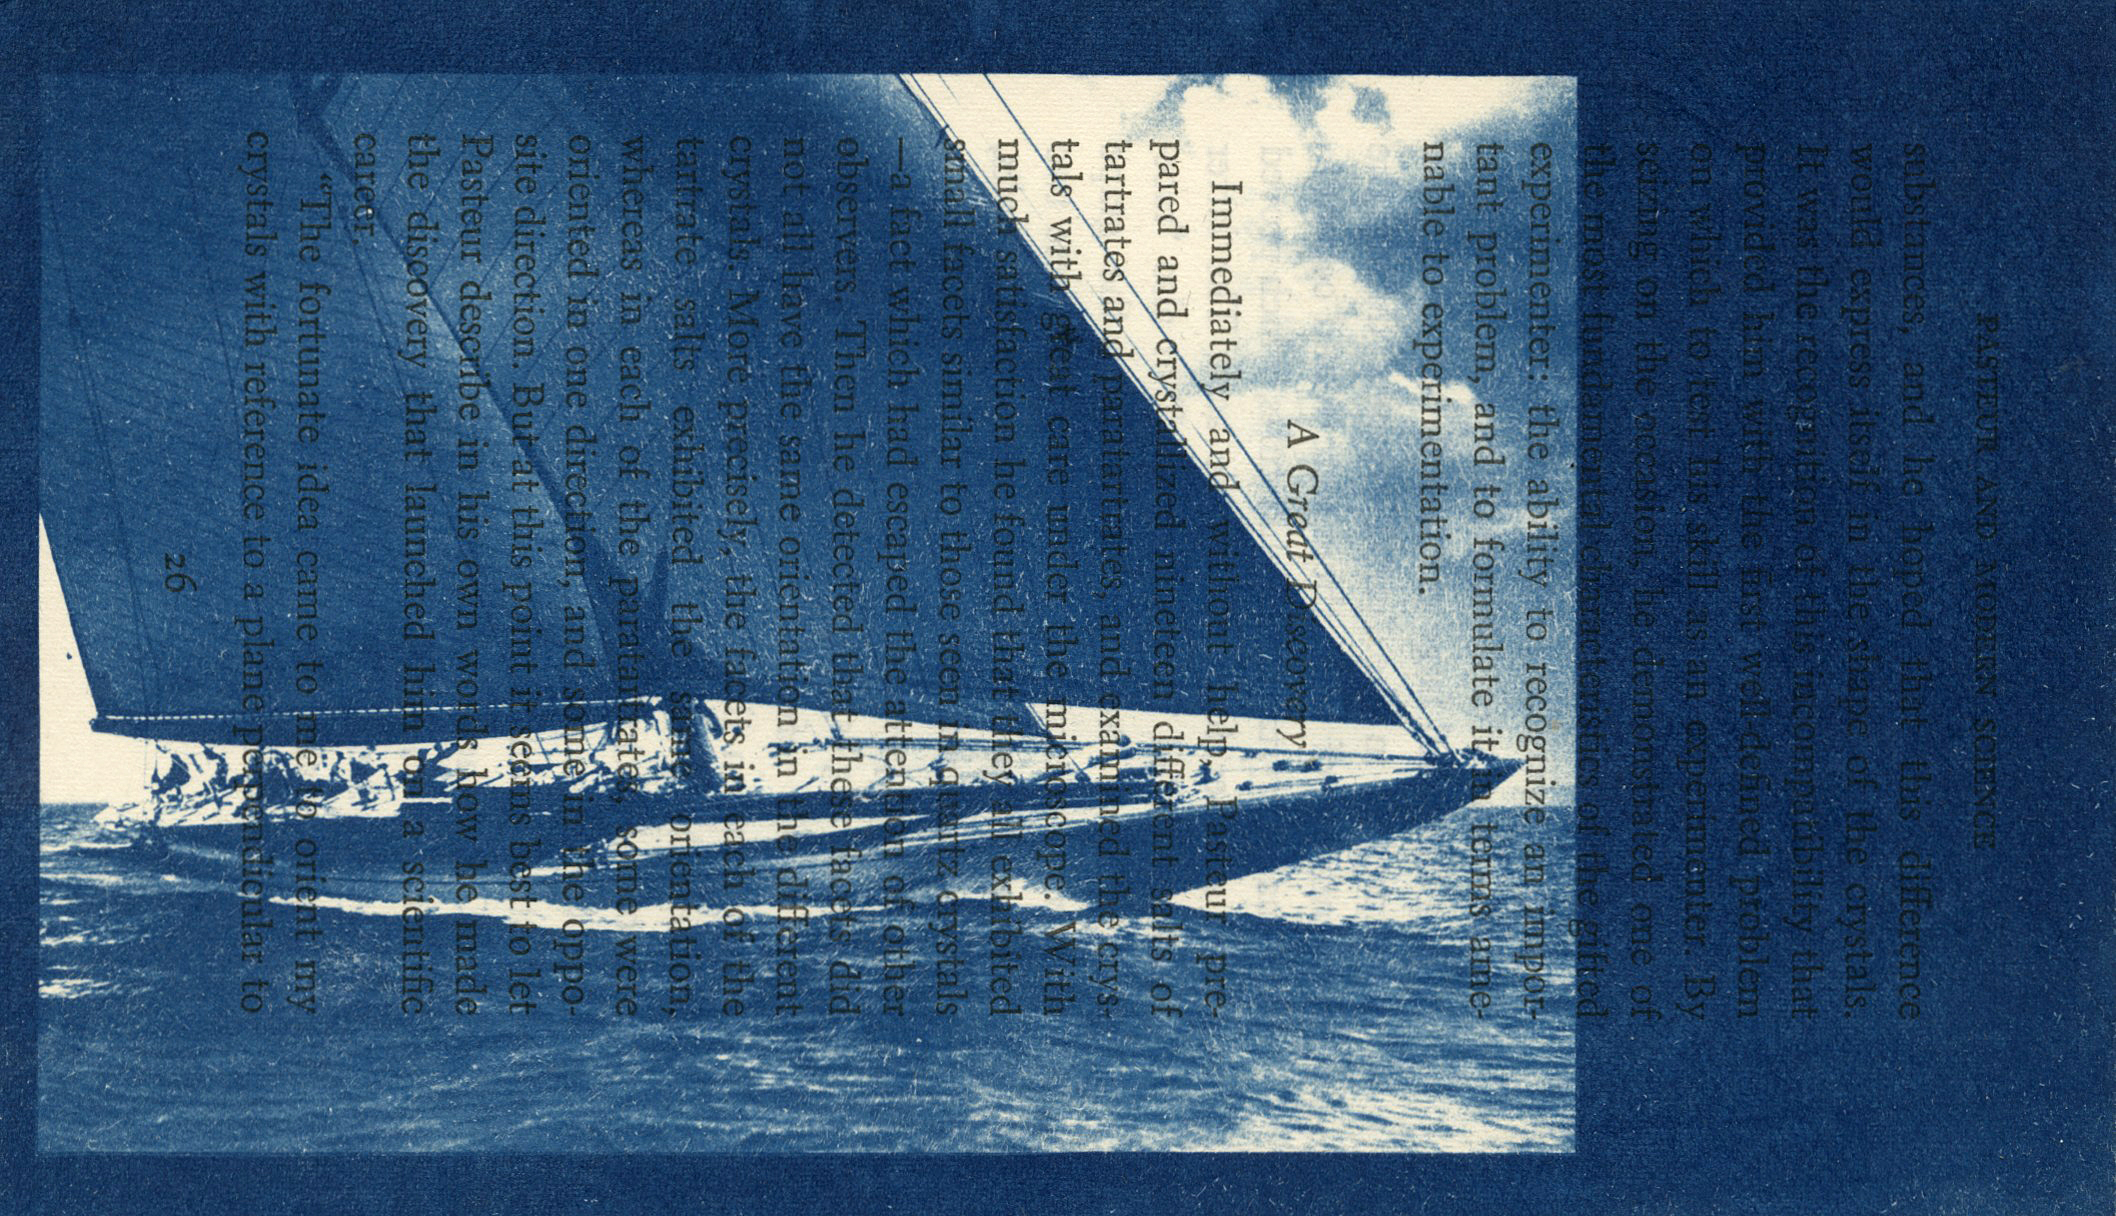 PASTEUR AND MODERN SCIENCE
substances, and he hoped that this difference
would express itself in the shape of the crystals.
It was the recognition of this incompatibility that
provided him with the first well-defined problem
on which to test his skill as an experimenter. By
seizing on the occasion, he demonstrated one of
the most fundamental characteristics of the gifted
experimenter: the ability to recognize an impor-
tant problem, and to formulate it in terms ame-
nable to experimentation.
A Great Discovery
Immediately and without help, Pasteur pre-
pared and crystallized nineteen different salts of
tartrates and paratartrates, and examined the crys-
tals with great care under the microscope. With
much satisfaction he found that they all exhibited
small facets similar to those seen in quartz crystals
—a fact which had escaped the attention of other
observers. Then he detected that these facets did
not all have the same orientation in the different
crystals. More precisely, the facets in each of the
tartrate salts exhibited the same orientation,
whereas in each of the paratartrates, some were
oriented in one direction, and some in the oppo-
site direction. But at this point it seems best to let
Pasteur describe in his own words how he made
the discovery that launched him on a scientific
career.
“The fortunate idea came to me to orient my
crystals with reference to a plane perpendicular to
26